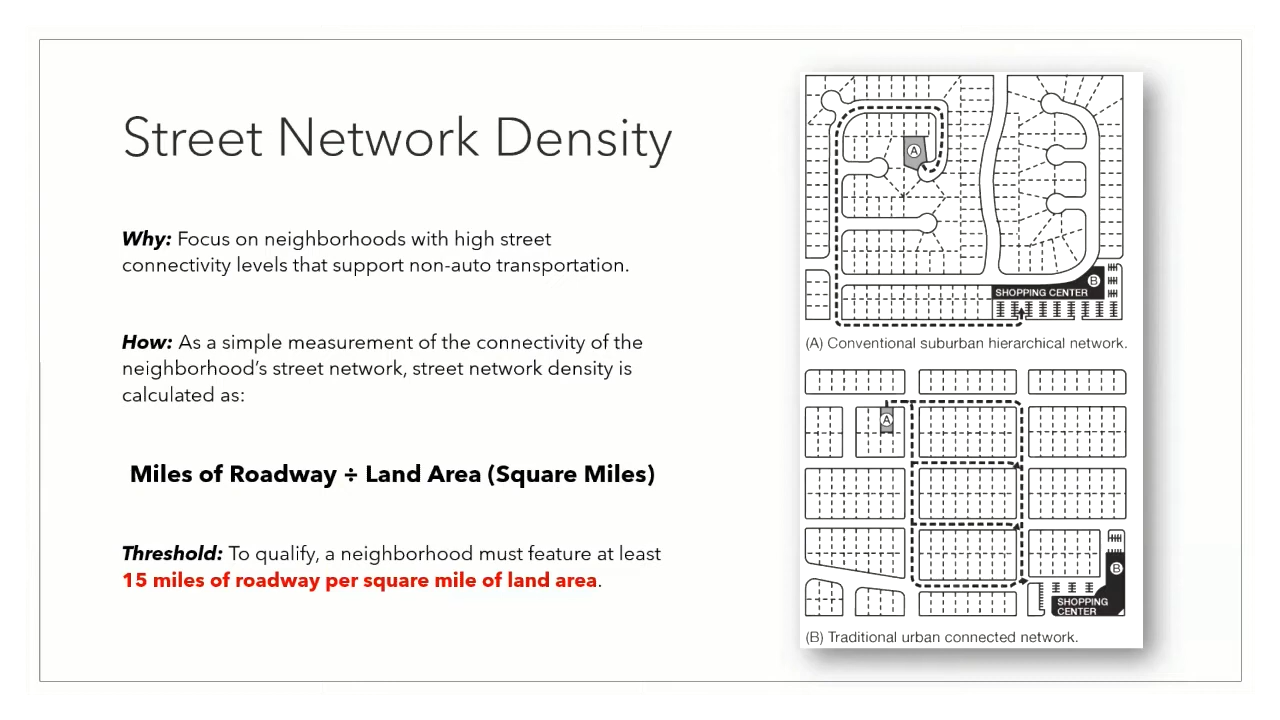 Street Network Density
Why: Focus on neighborhoods with high street
connectivity levels that support non-auto transportation.
How: As a simple measurement of the connectivity of the
neighborhood’s street network, street network density is
calculated as:
Miles of Roadway ÷ Land Area (Square Miles)
Threshold: To qualify, a neighborhood must feature at least
15 miles of roadway per square mile of land area.
A
B
SHOPPING CENTER
(A) Conventional suburban hierarchical network.
A
B
SHOPPING
CENTER
(B) Traditional urban connected network.